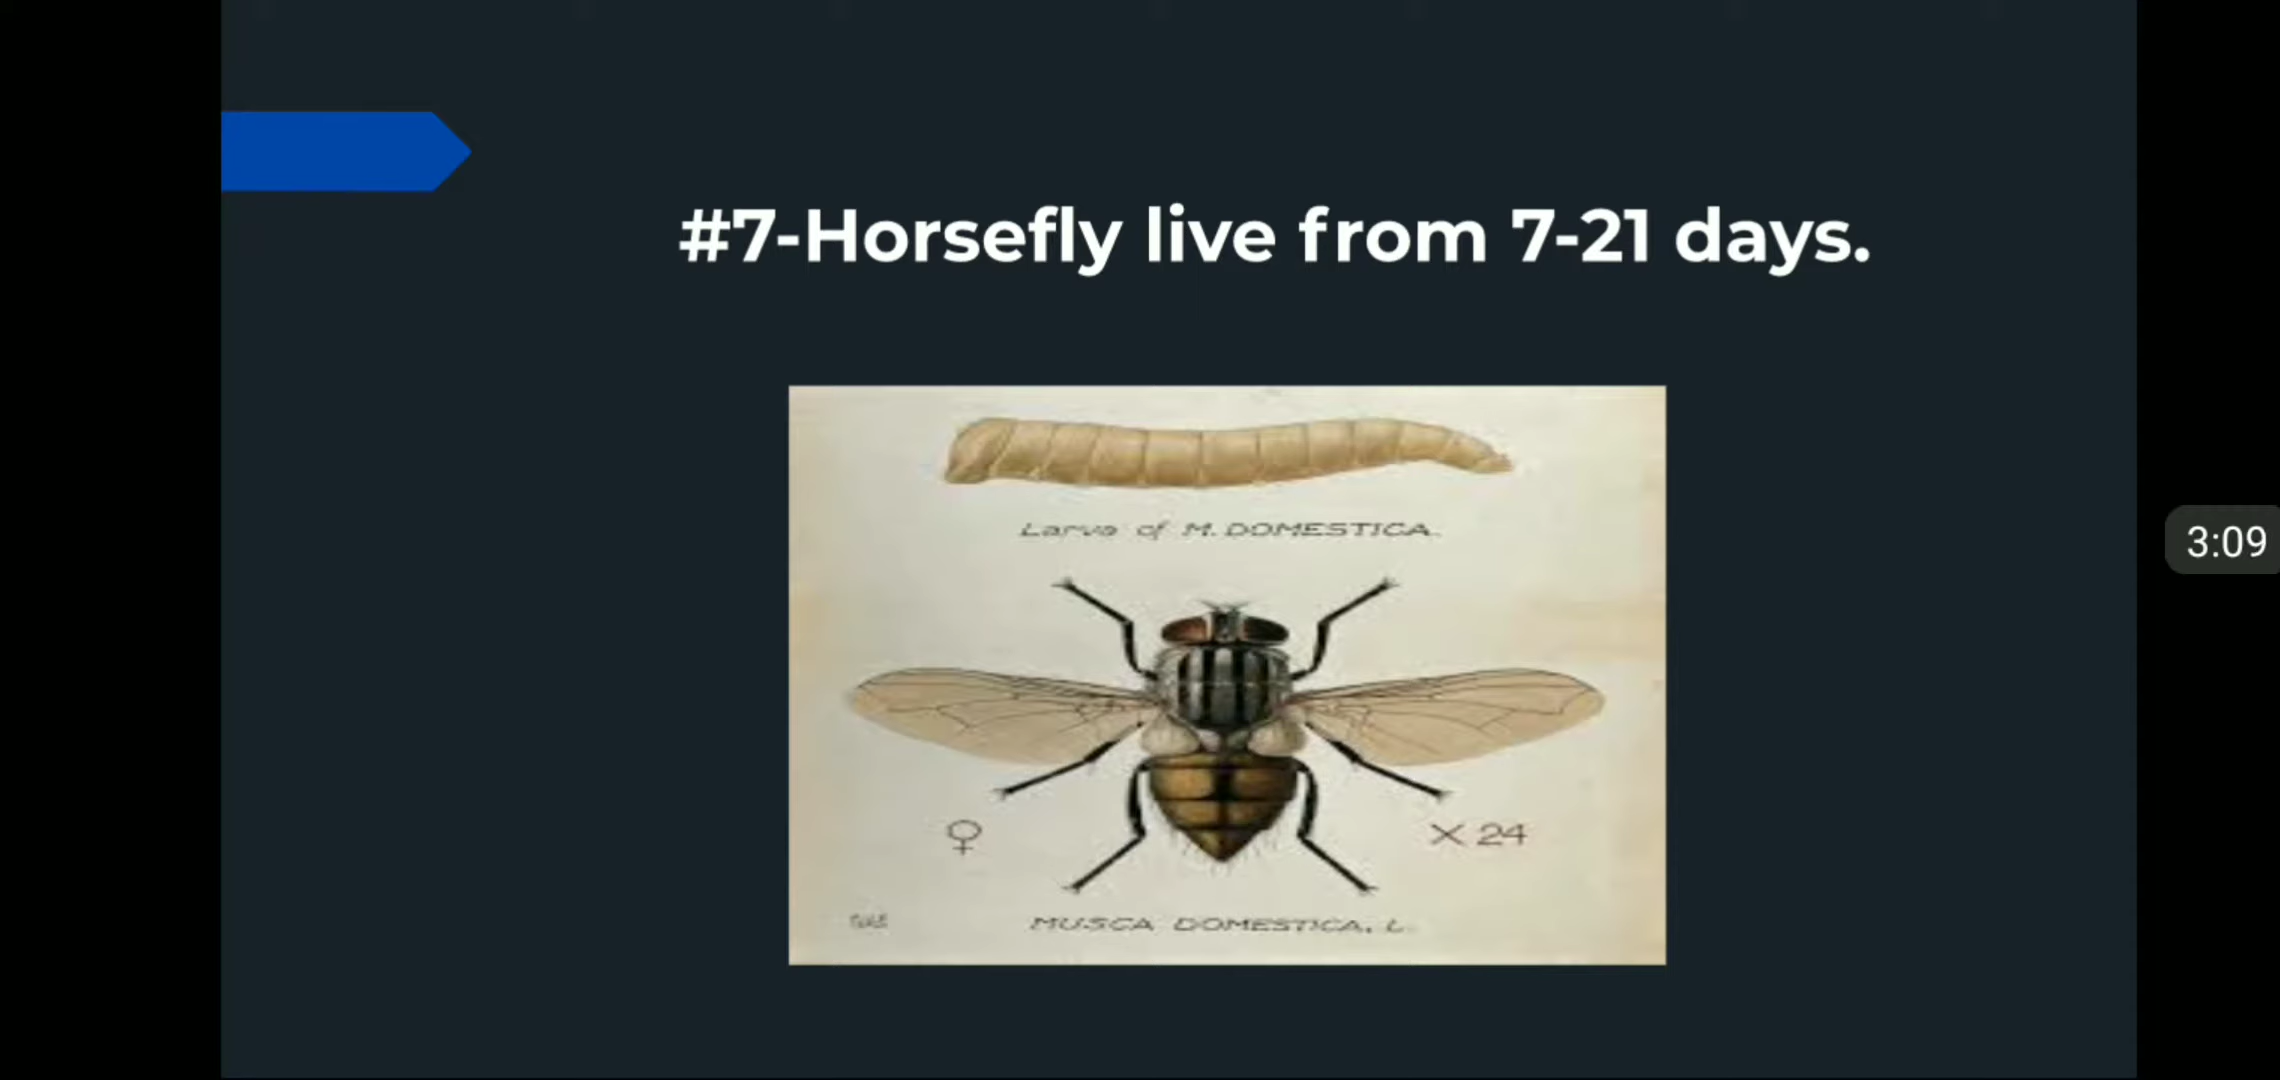 #7-Horsefly live from 7-21 days.
Larva of M. DOMESTICA.
♀
X 24
MUSCA DOMESTICA, L.
3:09